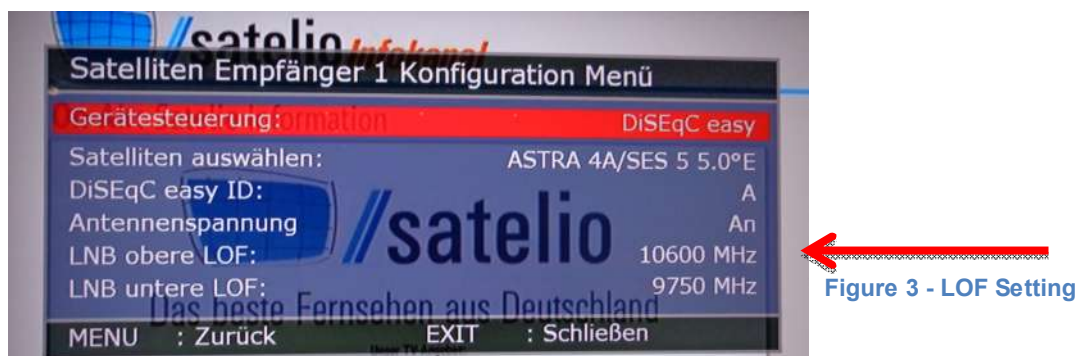 //satelio Infokanal
Satelliten Empfänger 1 Konfiguration Menü
Gerätesteuerung: DiSEqC easy
Satelliten auswählen: ASTRA 4A/SES 5 5.0°E
DiSEqC easy ID: A
Antennenspannung An
//satelio
LNB obere LOF: 10600 MHz
LNB untere LOF: 9750 MHz
Das beste Fernsehen aus Deutschland
MENU : Zurück EXIT : Schließen
Figure 3 - LOF Setting